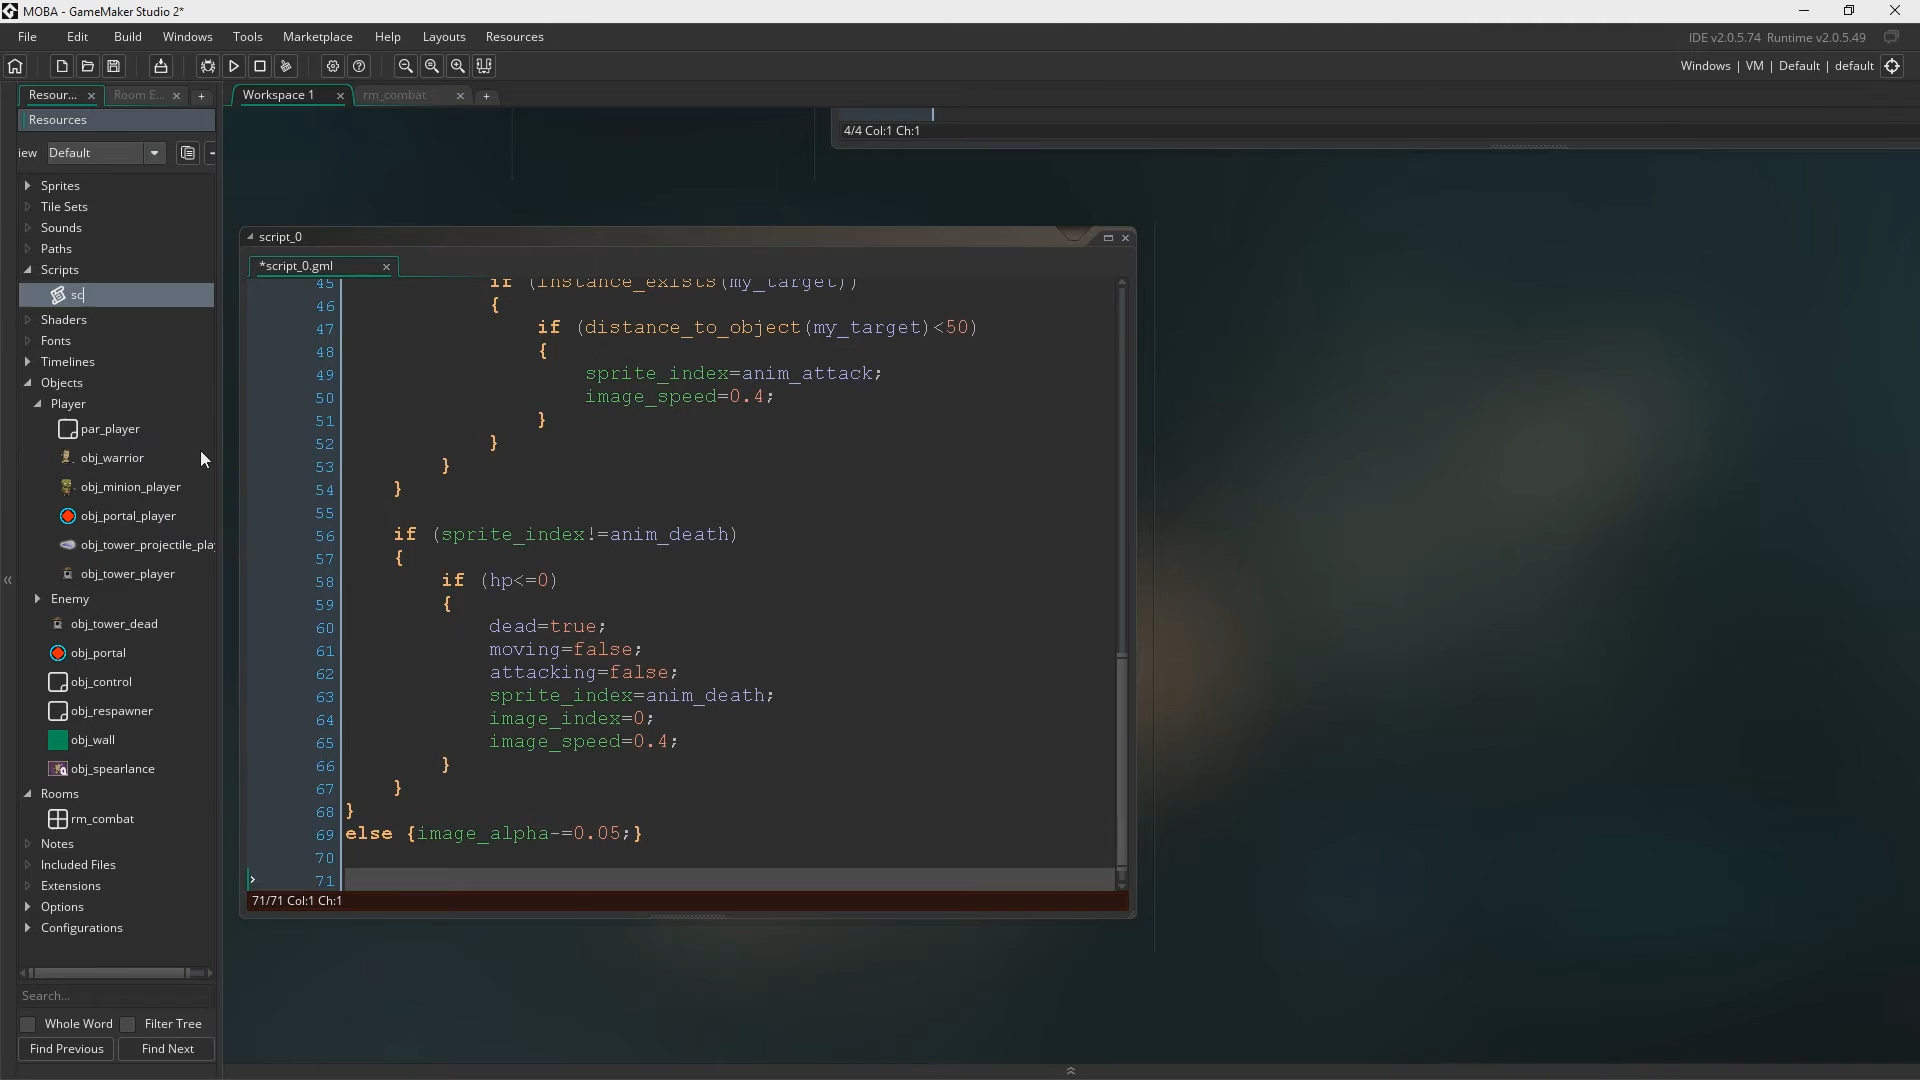 MOBA - GameMaker Studio 2*
File Edit Build Windows Tools Marketplace Help Layouts Resources
IDE v2.0.5.74 Runtime v2.0.5.49
Windows | VM | Default | default
Resour... Room E... +
Workspace 1 rm_combat +
Resources
iew Default
Sprites
Tile Sets
Sounds
Paths
Scripts
sc
Shaders
Fonts
Timelines
Objects
Player
par_player
obj_warrior
obj_minion_player
obj_portal_player
obj_tower_projectile_play
obj_tower_player
Enemy
obj_tower_dead
obj_portal
obj_control
obj_respawner
obj_wall
obj_spearlance
Rooms
rm_combat
Notes
Included Files
Extensions
Options
Configurations
Search...
Whole Word Filter Tree
Find Previous Find Next
4/4 Col:1 Ch:1
script_0
*script_0.gml
45 if (instance_exists(my_target))
46 {
47 if (distance_to_object(my_target)<50)
48 {
49 sprite_index=anim_attack;
50 image_speed=0.4;
51 }
52 }
53 }
54 }
55
56 if (sprite_index!=anim_death)
57 {
58 if (hp<=0)
59 {
60 dead=true;
61 moving=false;
62 attacking=false;
63 sprite_index=anim_death;
64 image_index=0;
65 image_speed=0.4;
66 }
67 }
68 }
69 else {image_alpha-=0.05;}
70
71
71/71 Col:1 Ch:1